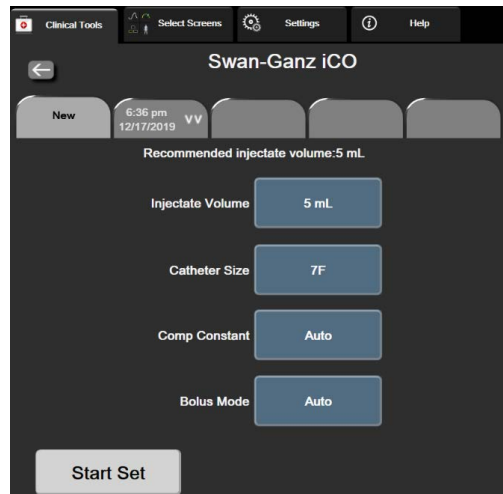 Clinical Tools
Select Screens
Settings
Help
Swan-Ganz iCO
New
6:36 pm
12/17/2019
Recommended injectate volume:5 mL
Injectate Volume 5 mL
Catheter Size 7F
Comp Constant Auto
Bolus Mode Auto
Start Set